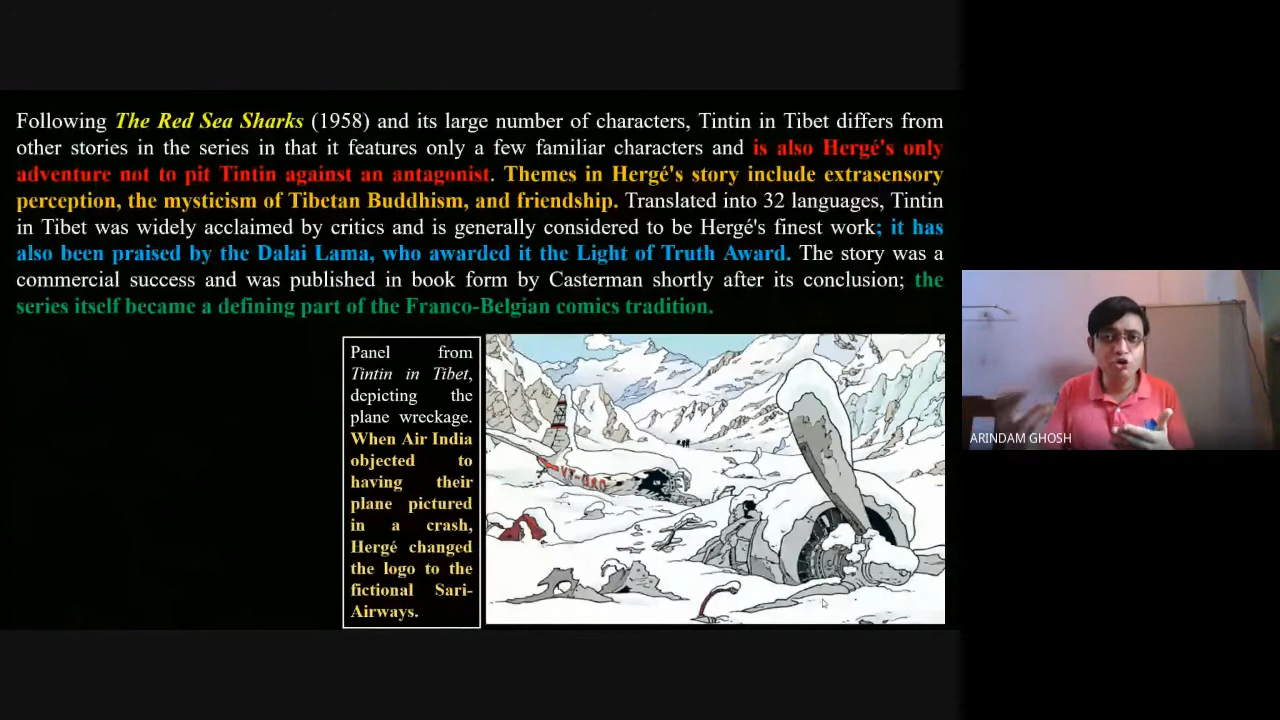 Following The Red Sea Sharks (1958) and its large number of characters, Tintin in Tibet differs from
other stories in the series in that it features only a few familiar characters and is also Hergé's only
adventure not to pit Tintin against an antagonist. Themes in Hergé's story include extrasensory
perception, the mysticism of Tibetan Buddhism, and friendship. Translated into 32 languages, Tintin
in Tibet was widely acclaimed by critics and is generally considered to be Hergé's finest work; it has
also been praised by the Dalai Lama, who awarded it the Light of Truth Award. The story was a
commercial success and was published in book form by Casterman shortly after its conclusion; the
series itself became a defining part of the Franco-Belgian comics tradition.
Panel from
Tintin in Tibet,
depicting the
plane wreckage.
When Air India
objected to
having their
plane pictured
in a crash,
Hergé changed
the logo to the
fictional Sari-
Airways.
ARINDAM GHOSH